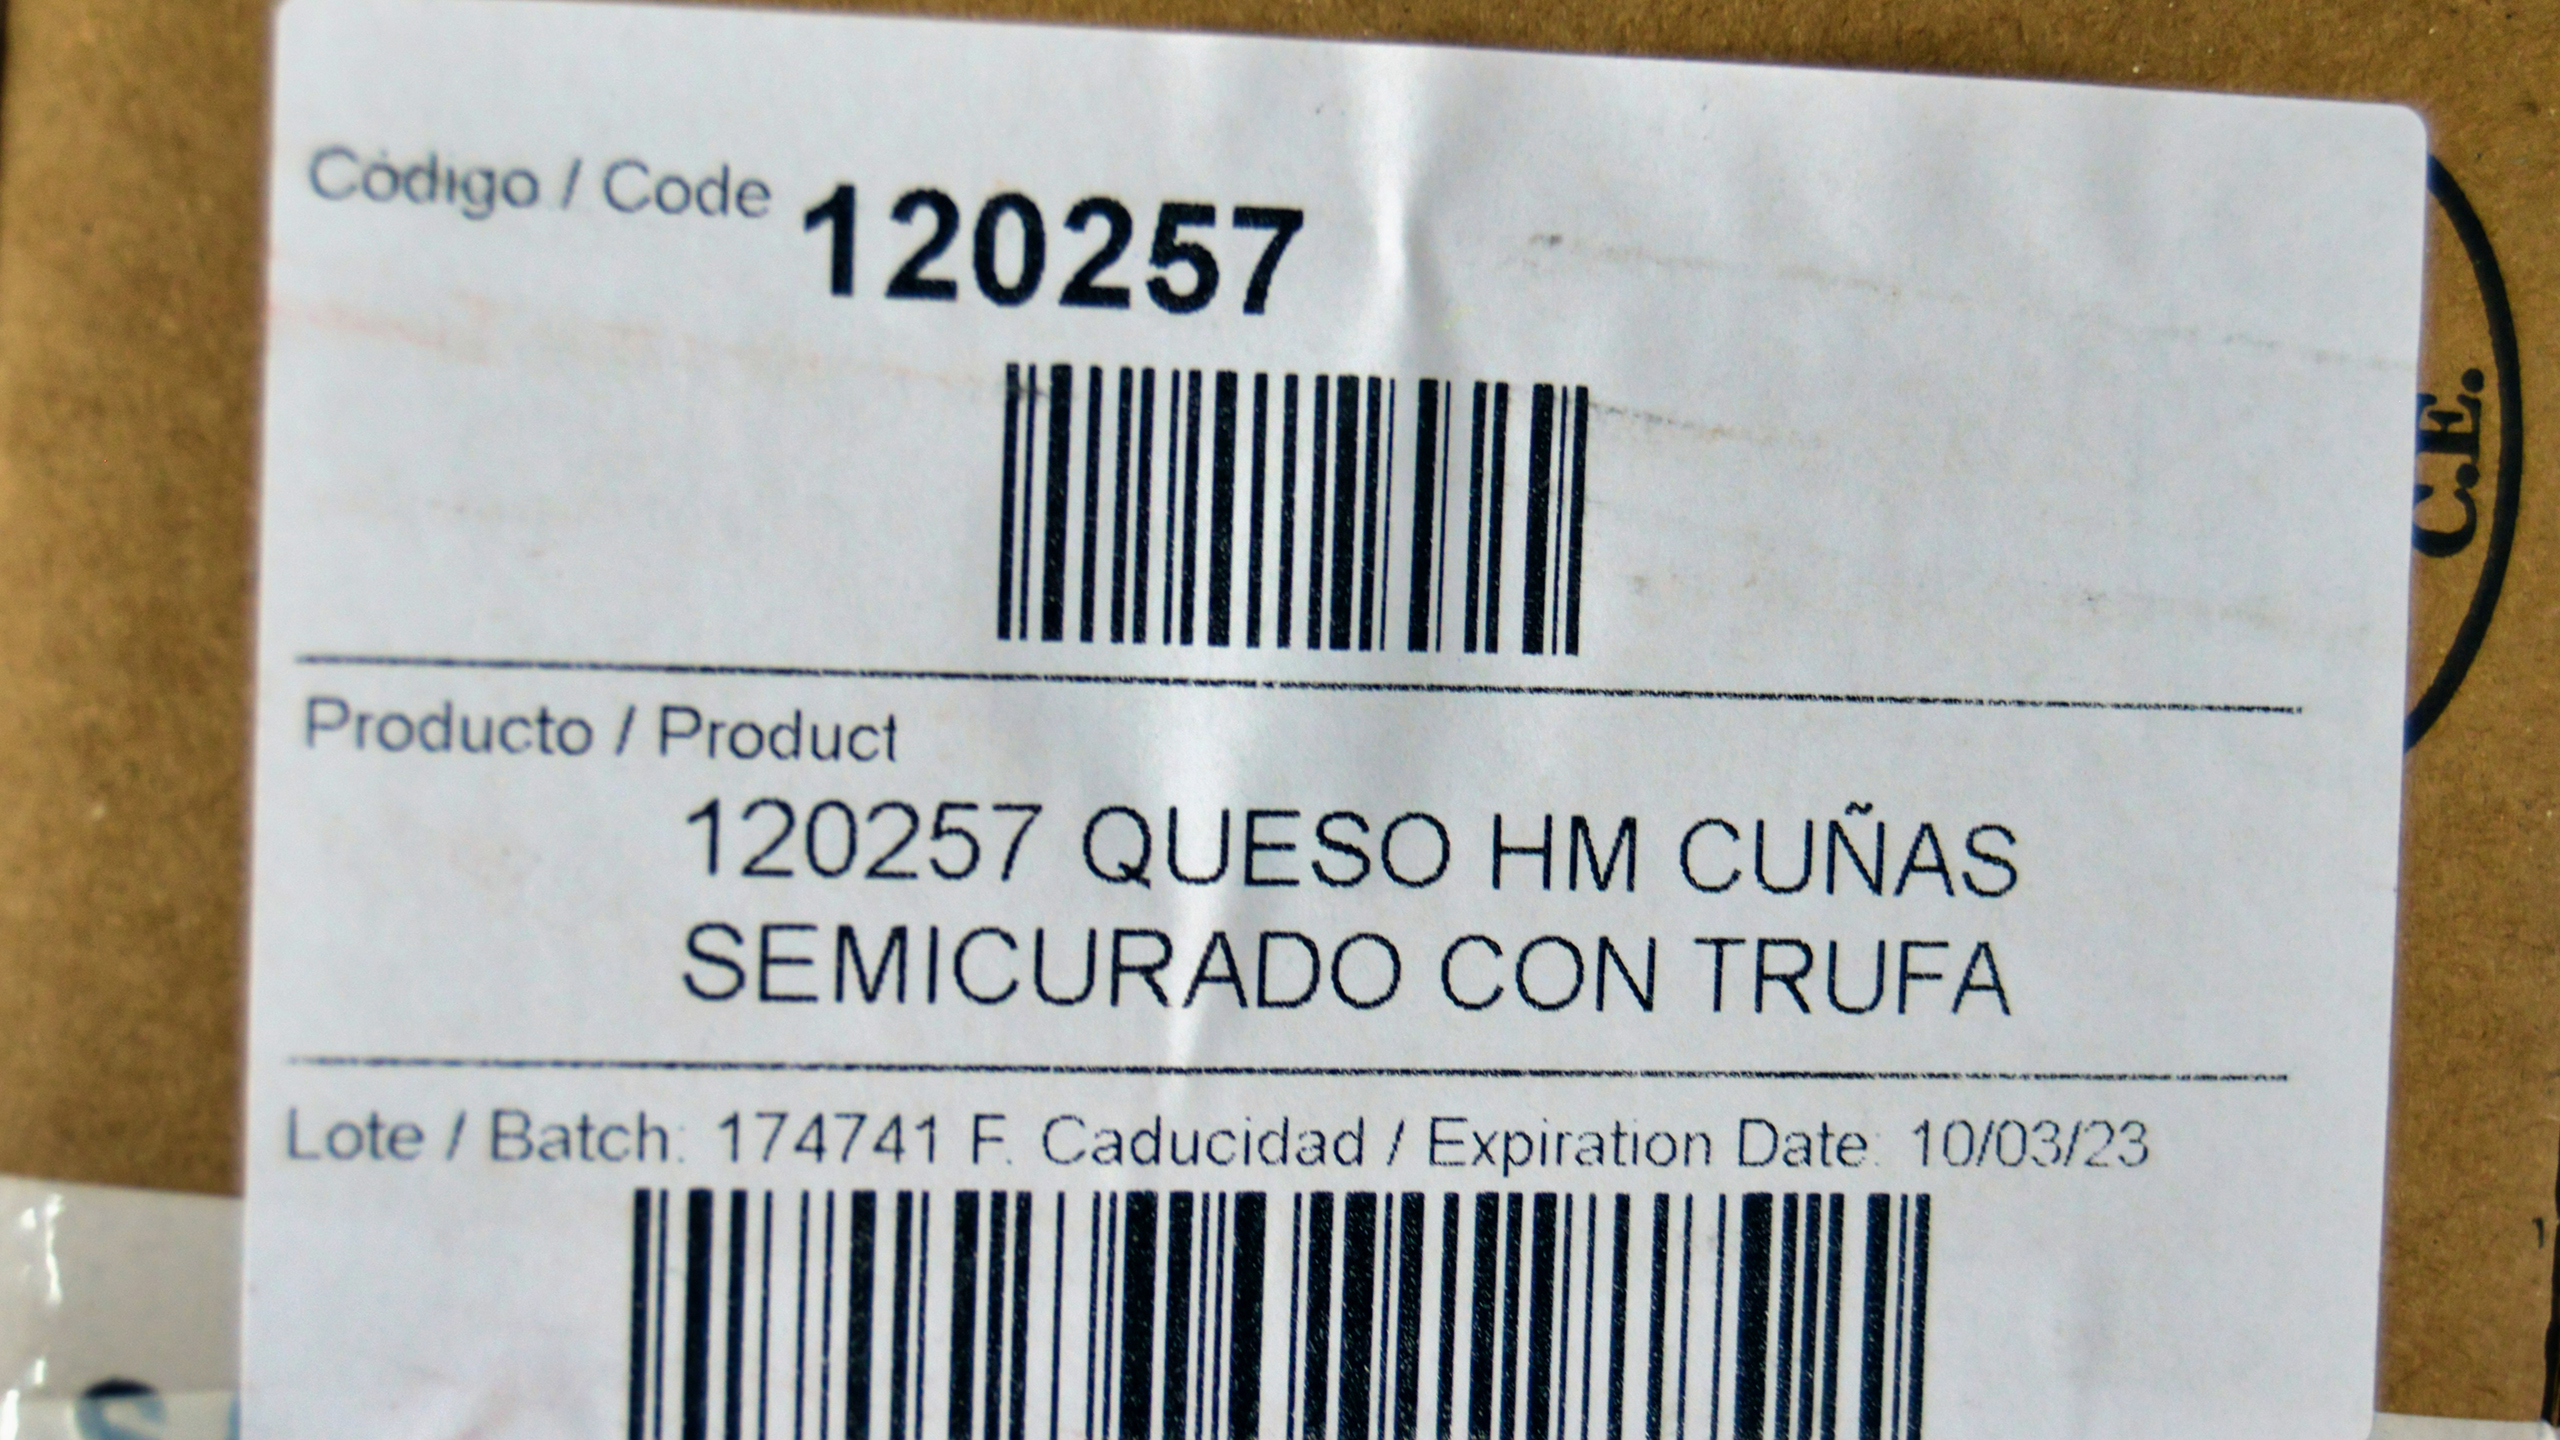 Código / Code 120257
Producto / Product
120257 QUESO HM CUÑAS
SEMICURADO CON TRUFA
Lote / Batch: 174741 F. Caducidad / Expiration Date: 10/03/23
C.E.